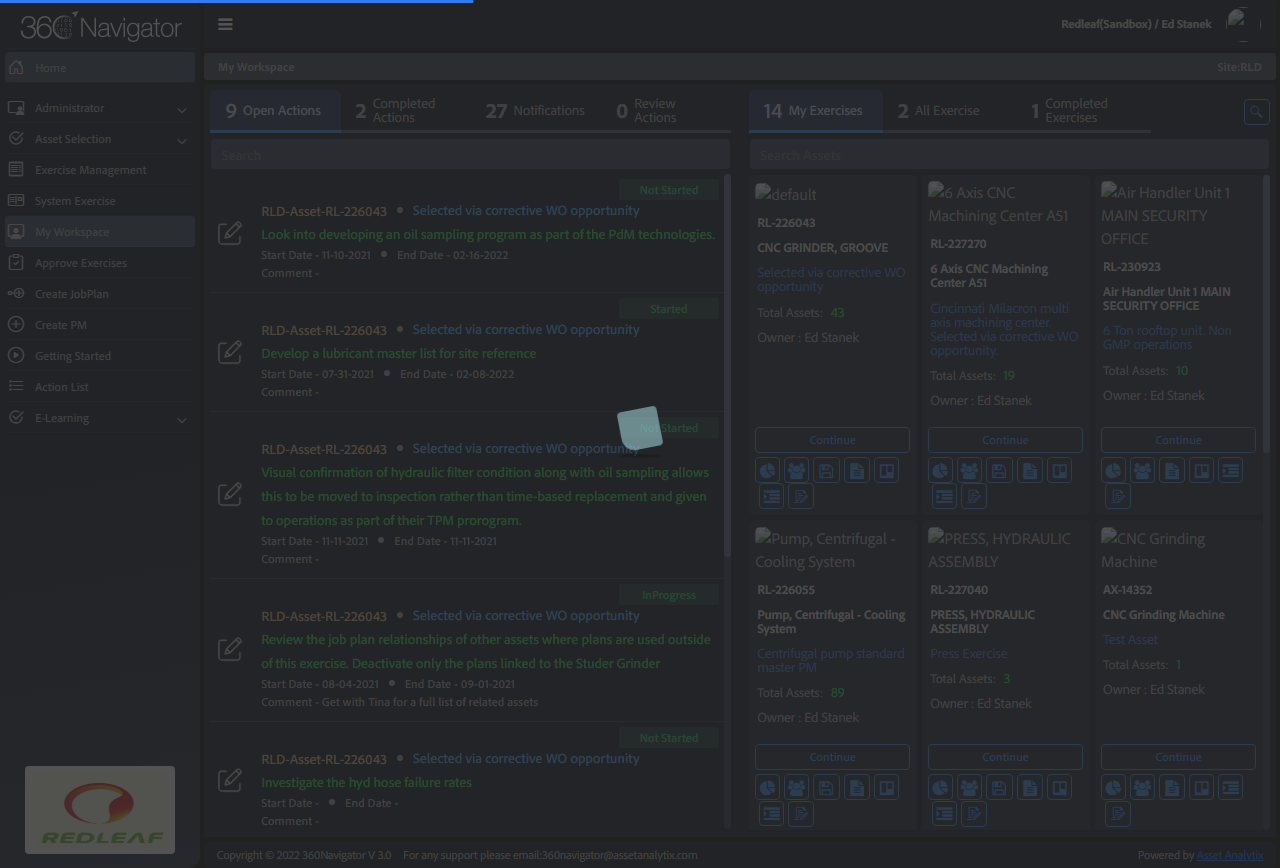 360 Navigator
Redleaf(Sandbox) / Ed Stanek
Home
Administrator
Asset Selection
Exercise Management
System Exercise
My Workspace
Approve Exercises
Create JobPlan
Create PM
Getting Started
Action List
E-Learning
REDLEAF
My Workspace
Site:RLD
9 Open Actions
2 Completed
Actions
27 Notifications
0 Review
Actions
Search
Not Started
RLD-Asset-RL-226043 • Selected via corrective WO opportunity
Look into developing an oil sampling program as part of the PdM technologies.
Start Date - 11-10-2021 • End Date - 02-16-2022
Comment -
Started
RLD-Asset-RL-226043 • Selected via corrective WO opportunity
Develop a lubricant master list for site reference
Start Date - 07-31-2021 • End Date - 02-08-2022
Comment -
Not Started
RLD-Asset-RL-226043 • Selected via corrective WO opportunity
Visual confirmation of hydraulic filter condition along with oil sampling allows
this to be moved to inspection rather than time-based replacement and given
to operations as part of their TPM prorogram.
Start Date - 11-11-2021 • End Date - 11-11-2021
Comment -
InProgress
RLD-Asset-RL-226043 • Selected via corrective WO opportunity
Review the job plan relationships of other assets where plans are used outside
of this exercise. Deactivate only the plans linked to the Studer Grinder
Start Date - 08-04-2021 • End Date - 09-01-2021
Comment - Get with Tina for a full list of related assets
Not Started
RLD-Asset-RL-226043 • Selected via corrective WO opportunity
Investigate the hyd hose failure rates
Start Date - • End Date -
Comment -
14 My Exercises
2 All Exercise
1 Completed
Exercises
Search Assets
default
RL-226043
CNC GRINDER, GROOVE
Selected via corrective WO
opportunity
Total Assets: 43
Owner : Ed Stanek
Continue
6 Axis CNC
Machining Center A51
RL-227270
6 Axis CNC Machining
Center A51
Cincinnati Milacron multi
axis machining center.
Selected via corrective WO
opportunity.
Total Assets: 19
Owner : Ed Stanek
Continue
Air Handler Unit 1
MAIN SECURITY
OFFICE
RL-230923
Air Handler Unit 1 MAIN
SECURITY OFFICE
6 Ton rooftop unit. Non
GMP operations
Total Assets: 10
Owner : Ed Stanek
Continue
Pump, Centrifugal -
Cooling System
RL-226055
Pump, Centrifugal - Cooling
System
Centrifugal pump standard
master PM
Total Assets: 89
Owner : Ed Stanek
Continue
PRESS, HYDRAULIC
ASSEMBLY
RL-227040
PRESS, HYDRAULIC
ASSEMBLY
Press Exercise
Total Assets: 3
Owner : Ed Stanek
Continue
CNC Grinding
Machine
AX-14352
CNC Grinding Machine
Test Asset
Total Assets: 1
Owner : Ed Stanek
Continue
Copyright © 2022 360Navigator V 3.0 For any support please email:360navigator@assetanalytix.com
Powered by Asset Analytix